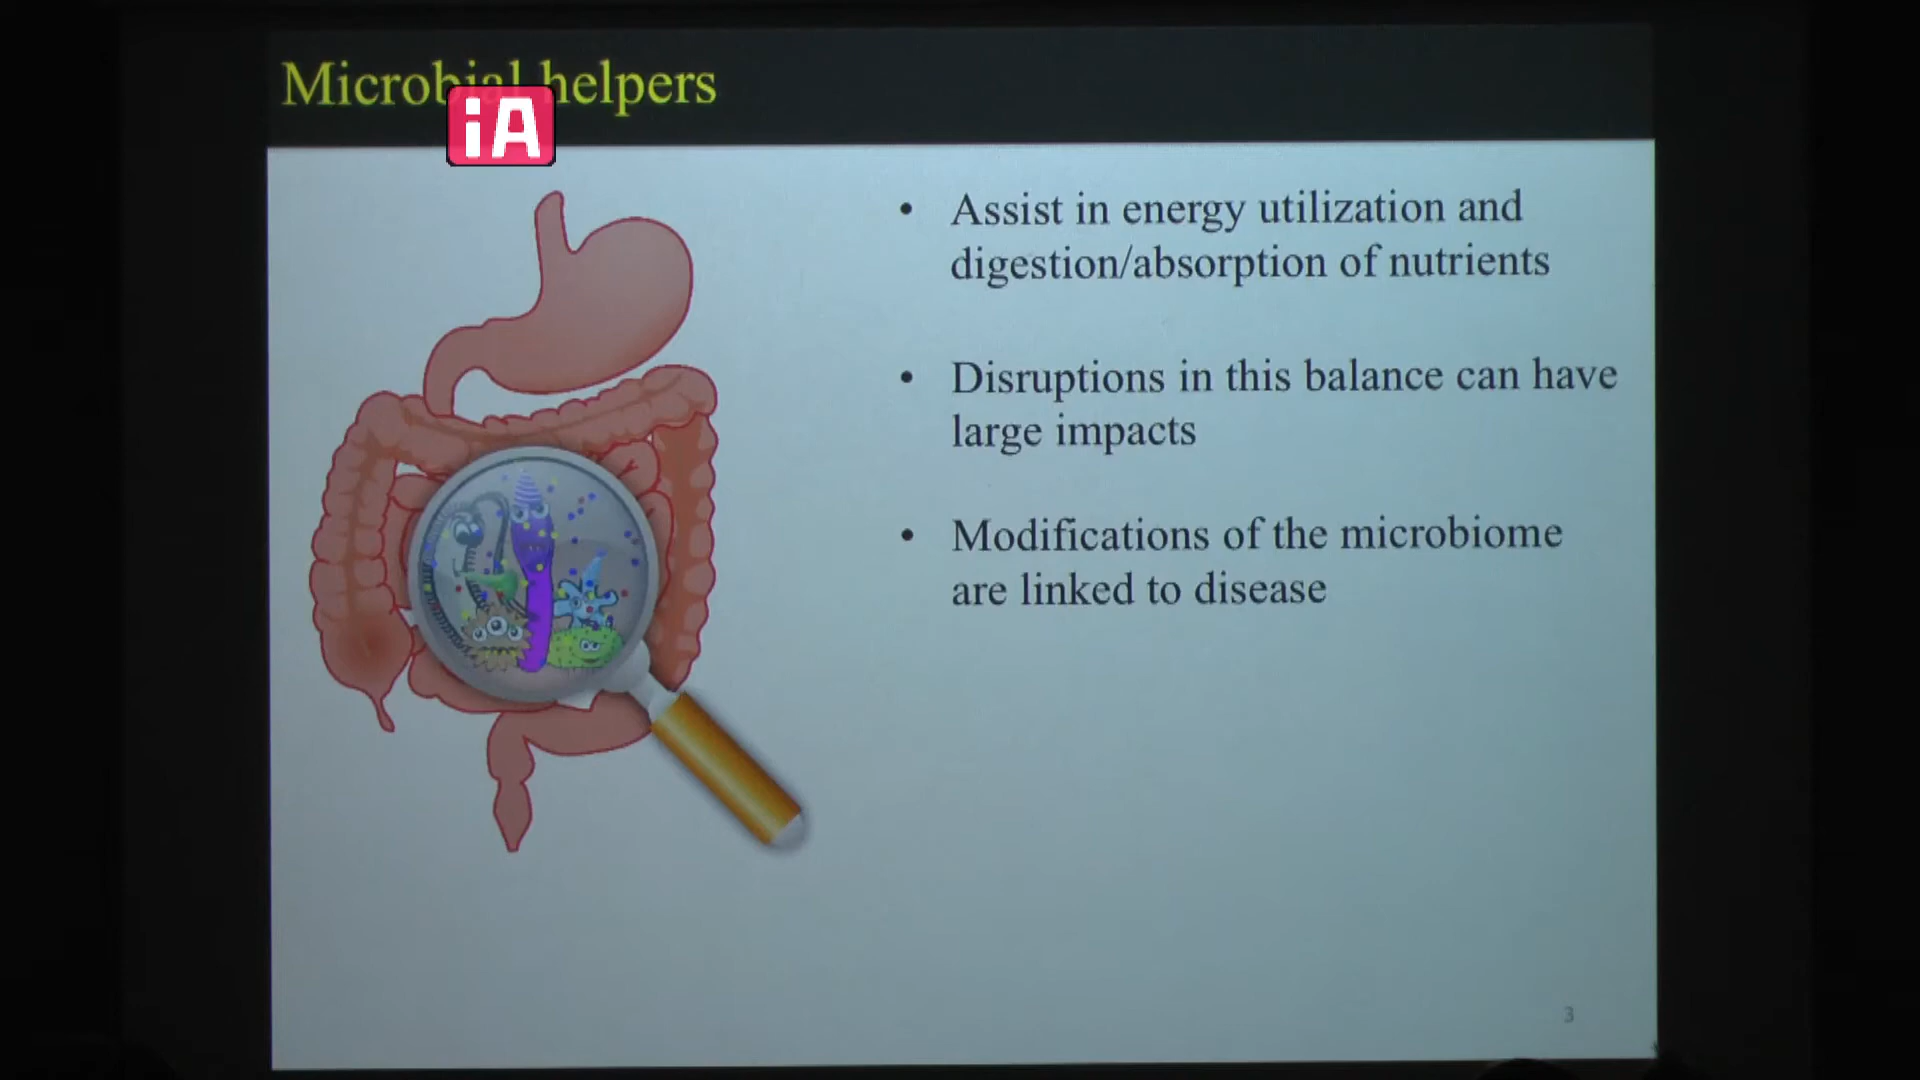 Microbial helpers
iA
• Assist in energy utilization and
digestion/absorption of nutrients
• Disruptions in this balance can have
large impacts
• Modifications of the microbiome
are linked to disease
3